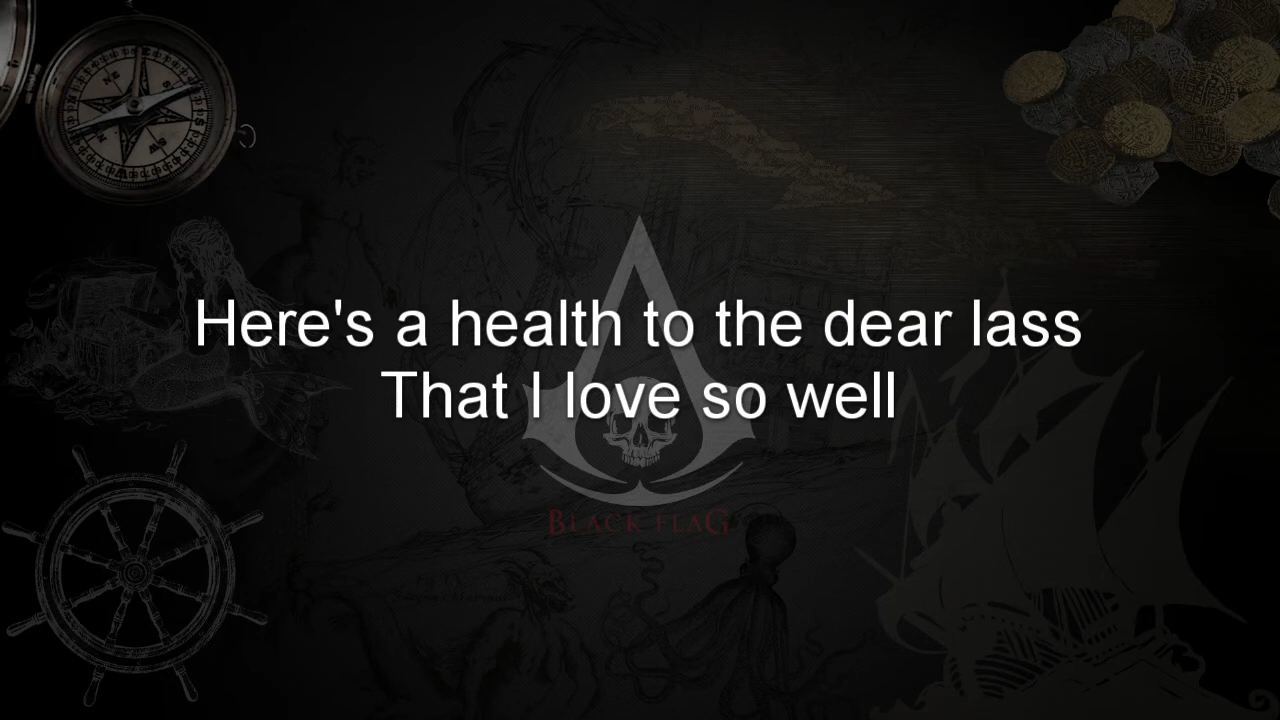 Here's a health to the dear lass
That I love so well
BLACK FLAG